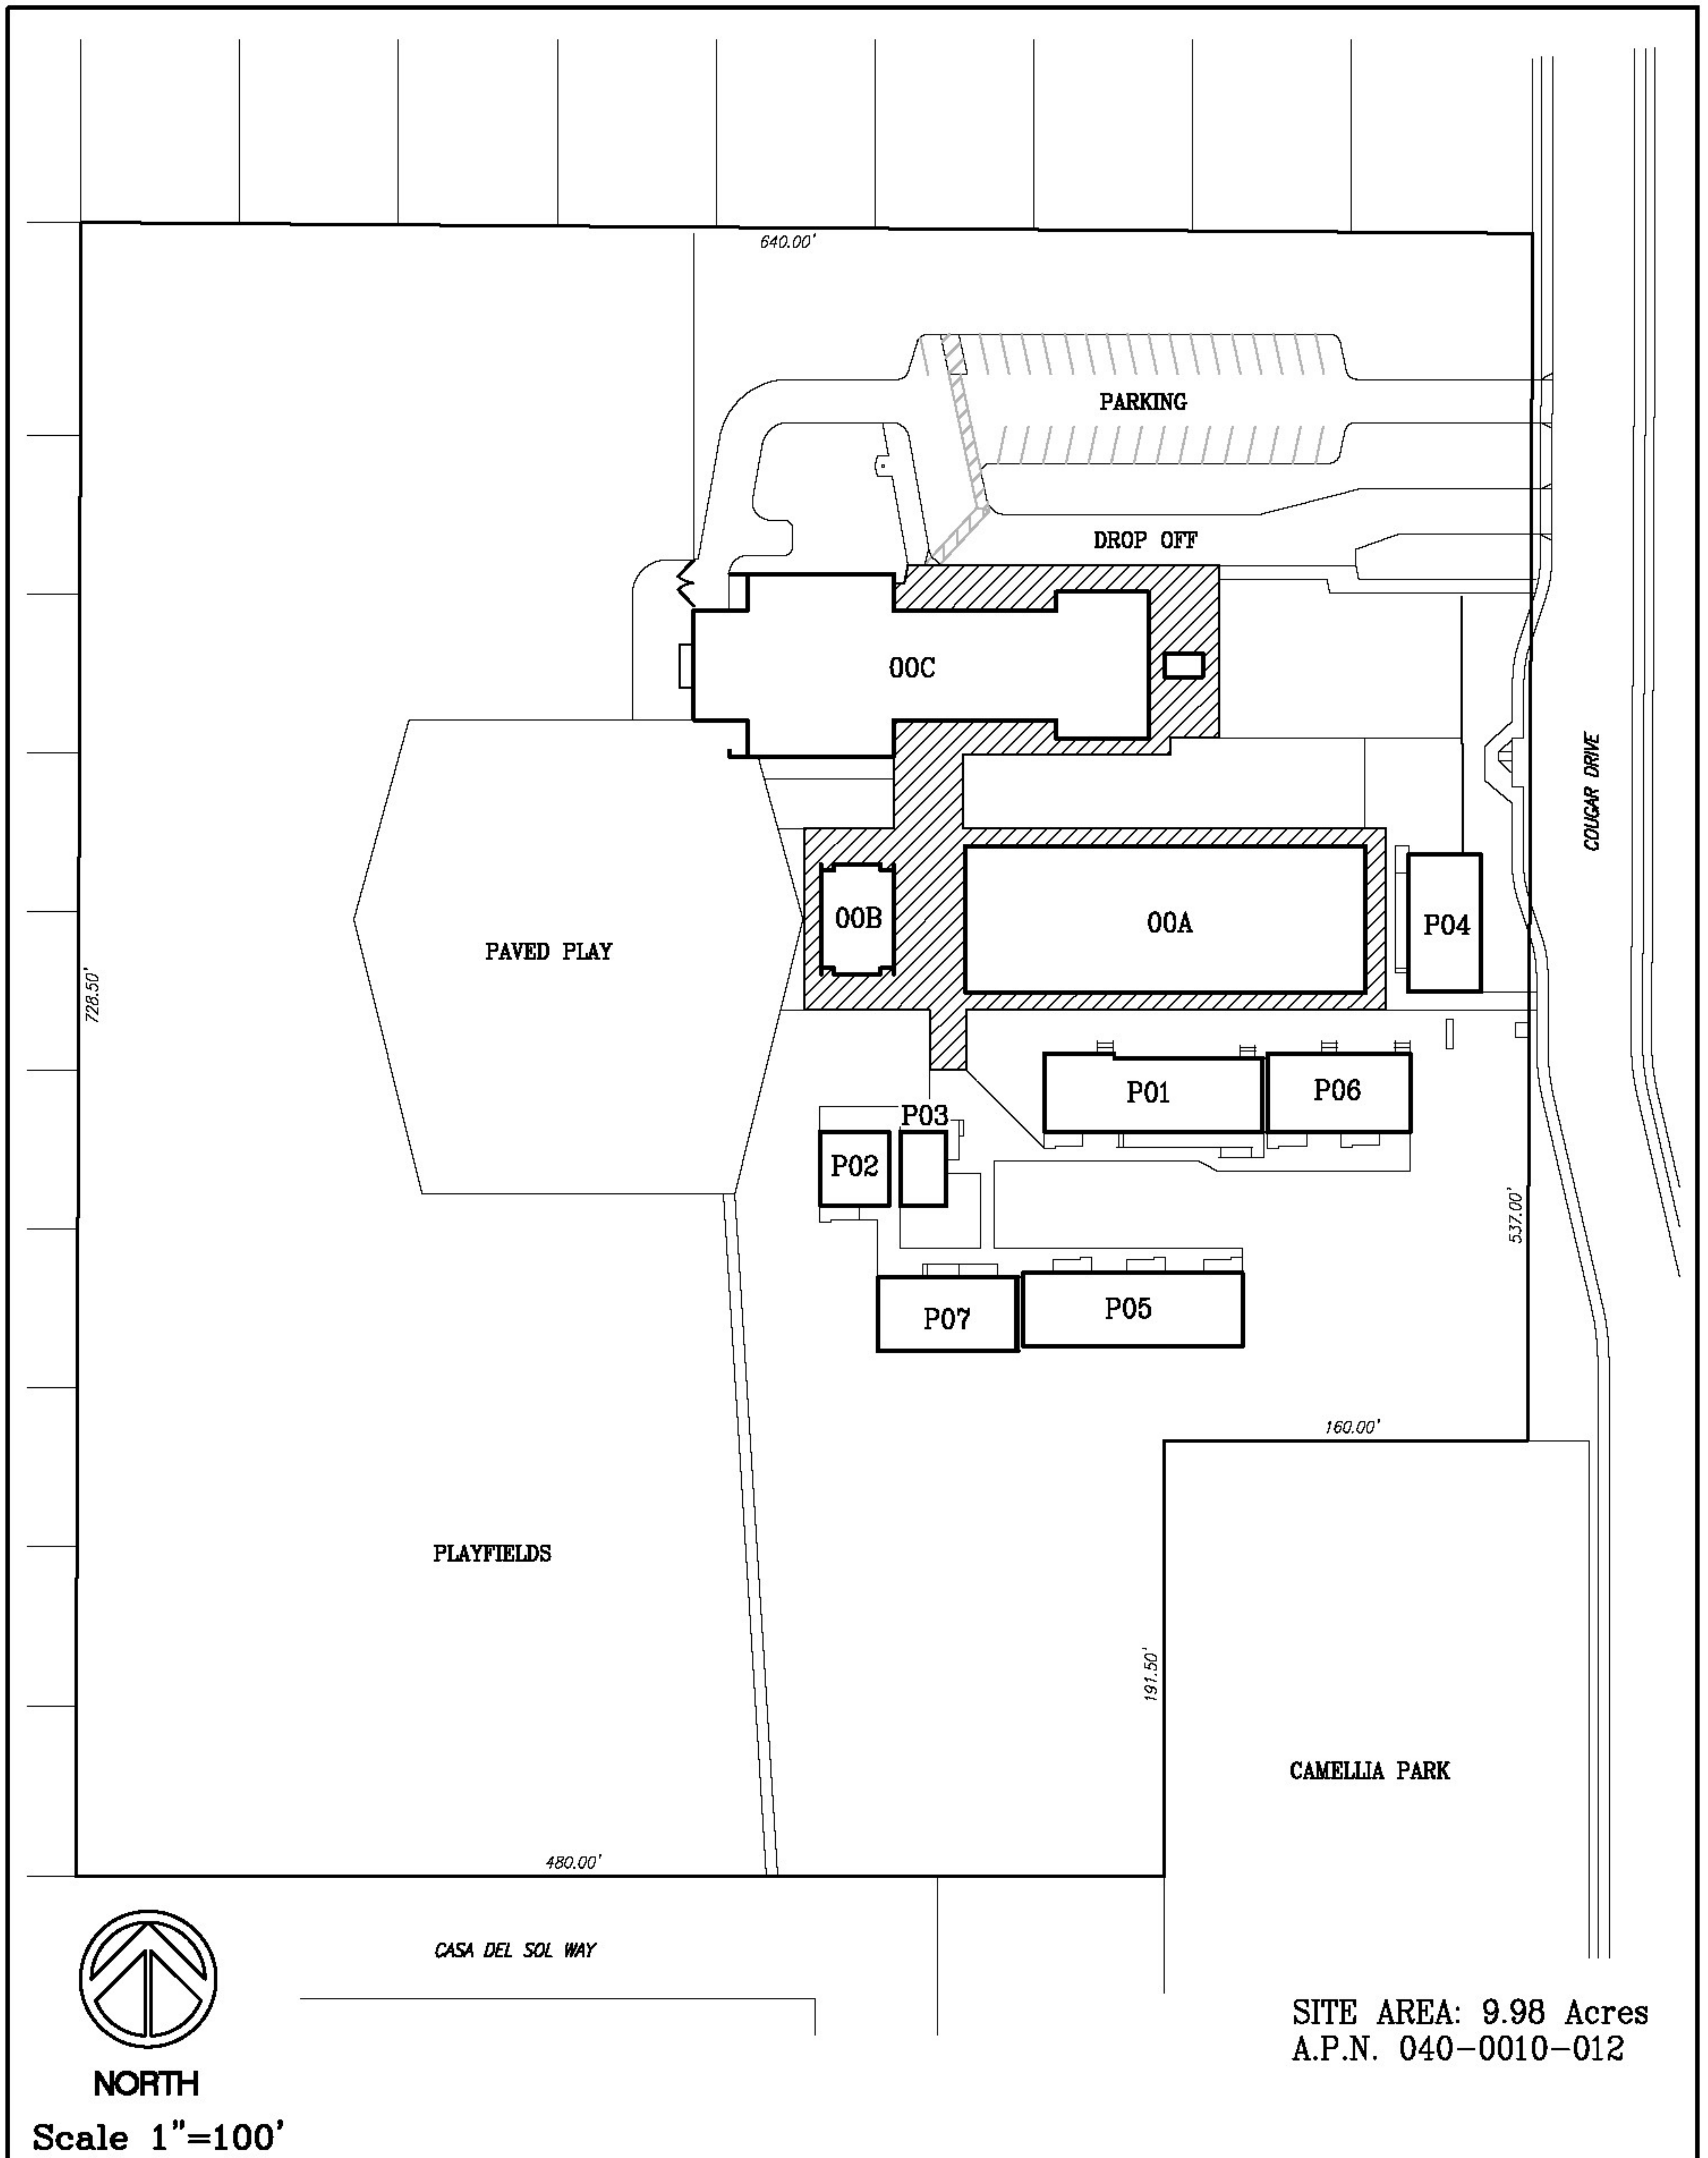 640.00'
PARKING
DROP OFF
00C
COUGAR DRIVE
00B
00A
P04
PAVED PLAY
728.50'
P01
P06
P03
P02
537.00'
P07
P05
160.00'
PLAYFIELDS
191.50'
CAMELLIA PARK
480.00'
CASA DEL SOL WAY
SITE AREA: 9.98 Acres
A.P.N. 040-0010-012
NORTH
Scale 1"=100'